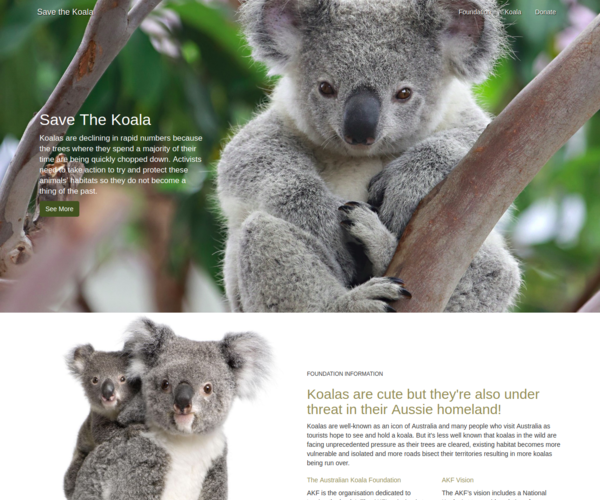 Save the Koala
Koala
Donate
Save The Koala
Koalas are declining in rapid numbers because
the trees where they spend a majority of their
time are being quickly chopped down. Activists
need to take action to try and protect these
animals' habitats so they do not become a
thing of the past.
See More
FOUNDATION INFORMATION
Koalas are cute but they're also under
threat in their Aussie homeland!
Koalas are well-known as an icon of Australia and many people who visit Australia as
tourists hope to see and hold a koala. But it's less well known that koalas in the wild are
facing unprecedented pressure as their trees are cleared, existing habitat becomes more
vulnerable and isolated and more roads bisect their territories resulting in more koalas
being run over.
The Australian Koala Foundation
AKF Vision
AKF is the organisation dedicated to
The AKF's vision includes a National